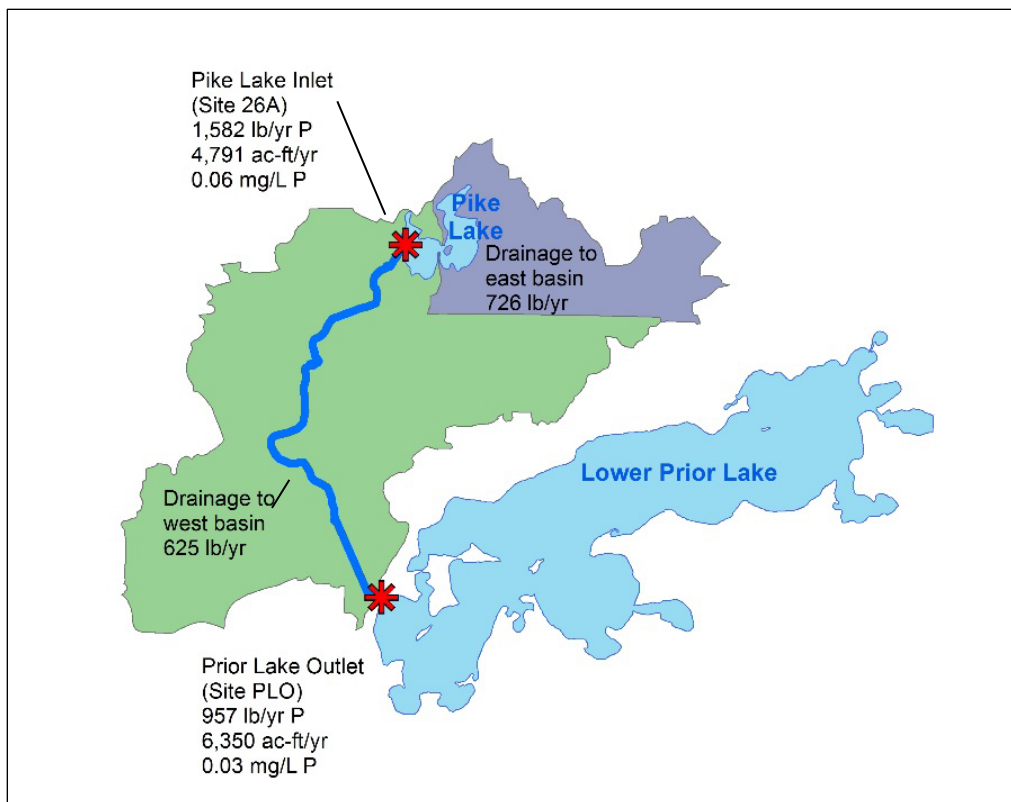 Pike Lake Inlet
(Site 26A)
1,582 lb/yr P
4,791 ac-ft/yr
0.06 mg/L P
Pike
Lake
Drainage to
east basin
726 lb/yr
Lower Prior Lake
Drainage to
west basin
625 lb/yr
Prior Lake Outlet
(Site PLO)
957 lb/yr P
6,350 ac-ft/yr
0.03 mg/L P